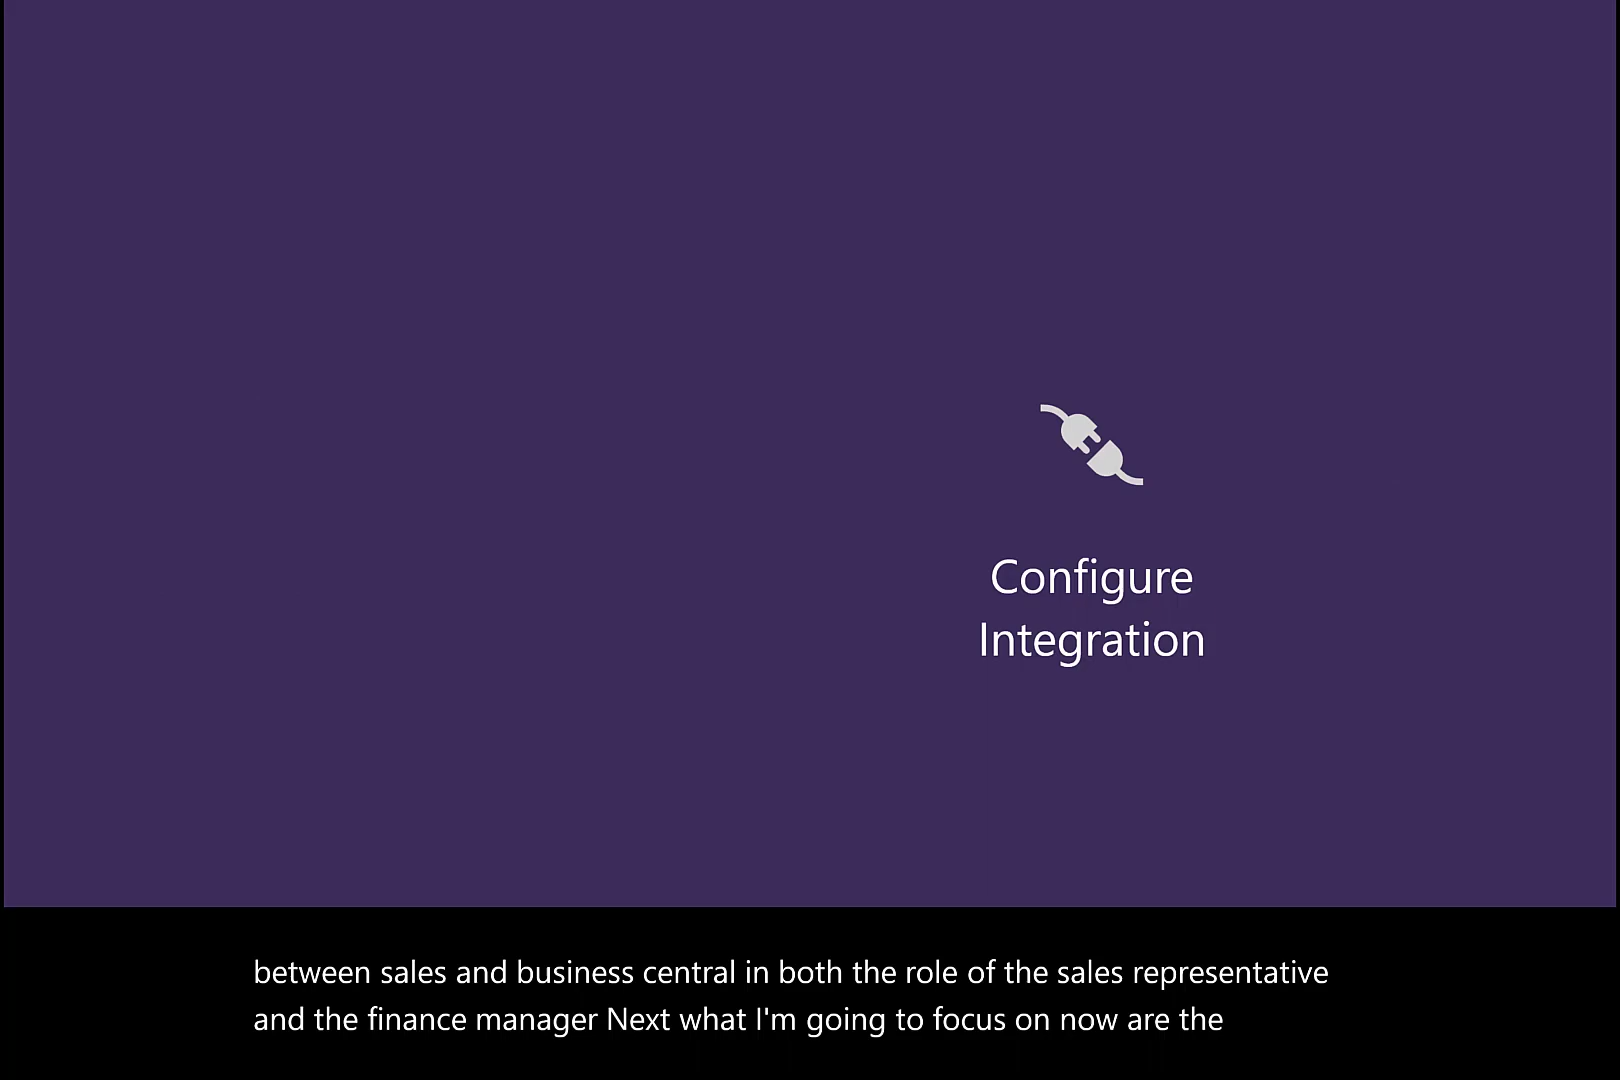 Configure
Integration
between sales and business central in both the role of the sales representative
and the finance manager Next what I'm going to focus on now are the